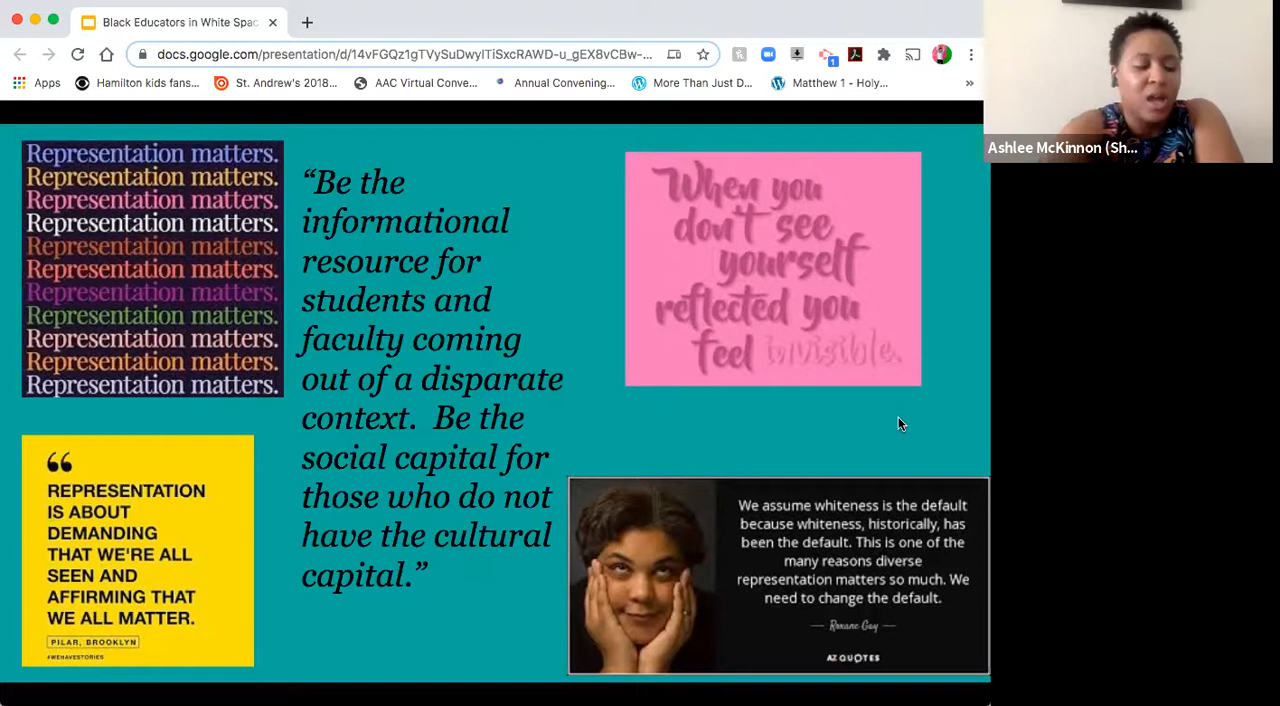 Black Educators in White Spac
docs.google.com/presentation/d/14vFGQz1gTVySuDwylTiSxcRAWD-u_gEX8vCBw-...
1
Apps
Hamilton kids fans...
St. Andrew's 2018...
AAC Virtual Conve...
Annual Convening...
More Than Just D...
Matthew 1 - Holy...
»
Ashlee McKinnon (Sh...
Representation matters.
Representation matters.
Representation matters.
Representation matters.
Representation matters.
Representation matters.
Representation matters.
Representation matters.
Representation matters.
Representation matters.
Representation matters.
“Be the
informational
resource for
students and
faculty coming
out of a disparate
context.  Be the
social capital for
those who do not
have the cultural
capital.”
When you
don't see
yourself
reflected you
feel invisible.
REPRESENTATION
IS ABOUT
DEMANDING
THAT WE'RE ALL
SEEN AND
AFFIRMING THAT
WE ALL MATTER.
PILAR, BROOKLYN
#WEHAVESTORIES
We assume whiteness is the default
because whiteness, historically, has
been the default. This is one of the
many reasons diverse
representation matters so much. We
need to change the default.
— Roxane Gay —
AZ QUOTES